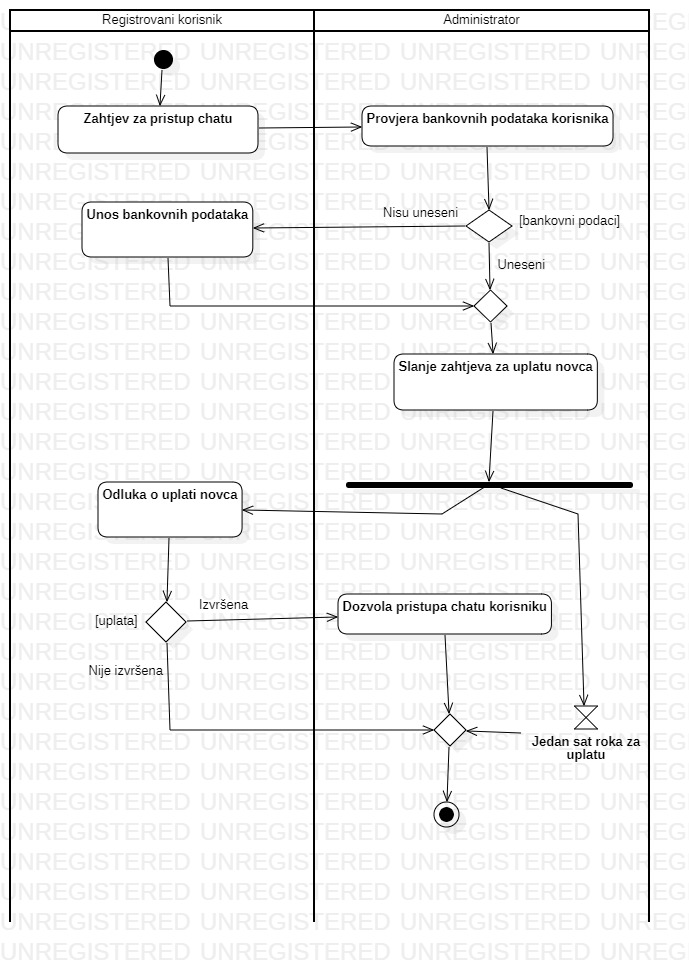 Registrovani korisnik
Administrator
Zahtjev za pristup chatu
Provjera bankovnih podataka korisnika
Unos bankovnih podataka
Nisu uneseni
[bankovni podaci]
Uneseni
Slanje zahtjeva za uplatu novca
Odluka o uplati novca
Izvršena
Dozvola pristupa chatu korisniku
[uplata]
Nije izvršena
Jedan sat roka za
uplatu
UNREGISTERED